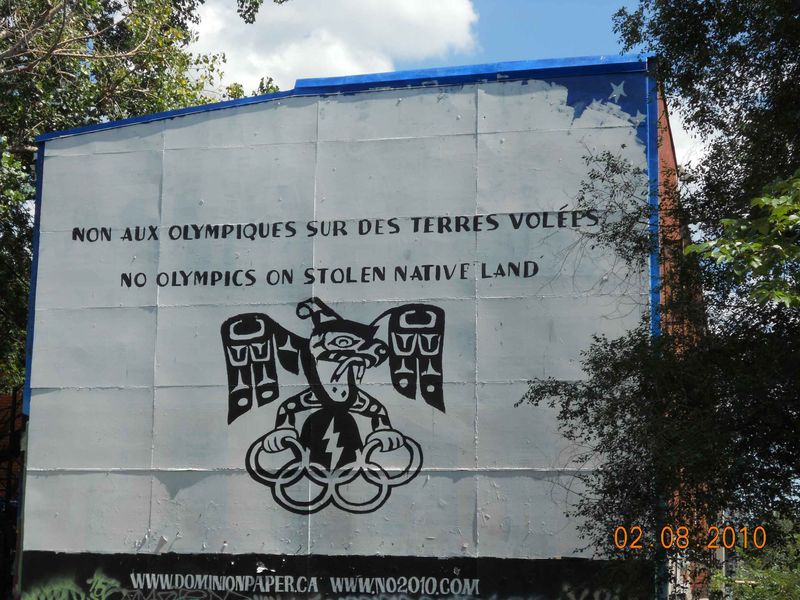 NON AUX OLYMPIQUES SUR DES TERRES VOLÉES
NO OLYMPICS ON STOLEN NATIVE LAND
WWW.DOMINIONPAPER.CA WWW.NO2010.COM
02 08 2010